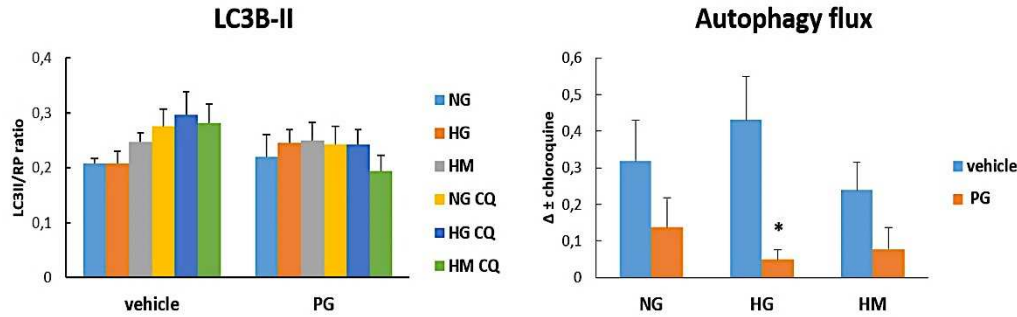 LC3B-II
0,4
0,3
0,2
0,1
0
LC3II/RP ratio
vehicle
PG
NG
HG
HM
NG CQ
HG CQ
HM CQ
Autophagy flux
0,6
0,5
0,4
0,3
0,2
0,1
0
Δ ± chloroquine
*
NG
HG
HM
vehicle
PG